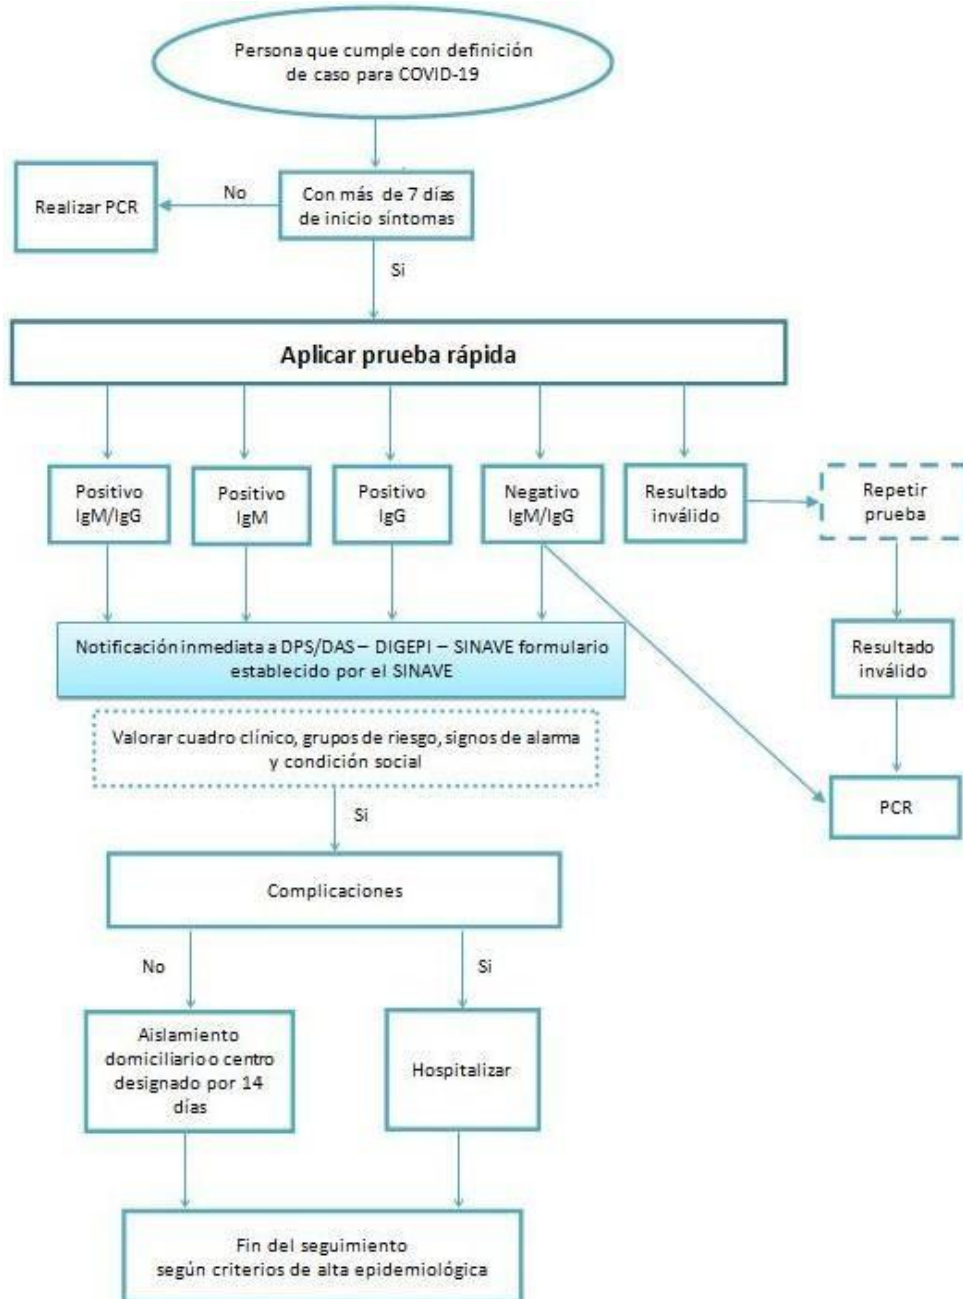 Persona que cumple con definición
de caso para COVID-19
Realizar PCR
No
Con más de 7 días
de inicio síntomas
Si
Aplicar prueba rápida
Positivo
IgM/IgG
Positivo
IgM
Positivo
IgG
Negativo
IgM/IgG
Resultado
inválido
Repetir
prueba
Notificación inmediata a DPS/DAS – DIGEPI – SINAVE formulario
establecido por el SINAVE
Resultado
inválido
Valorar cuadro clínico, grupos de riesgo, signos de alarma
y condición social
PCR
Si
Complicaciones
No
Si
Aislamiento
domiciliario o centro
designado por 14
días
Hospitalizar
Fin del seguimiento
según criterios de alta epidemiológica